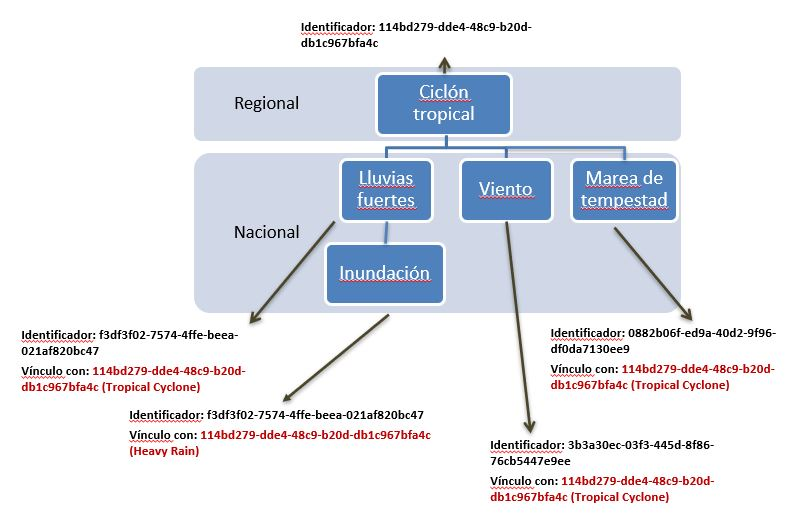 Identificador: 114bd279-dde4-48c9-b20d-
db1c967bfa4c
Regional
Ciclón
tropical
Nacional
Lluvias
fuertes
Viento
Marea de
tempestad
Inundación
Identificador: f3df3f02-7574-4ffe-beea-
021af820bc47
Vínculo con: 114bd279-dde4-48c9-b20d-
db1c967bfa4c (Tropical Cyclone)
Identificador: f3df3f02-7574-4ffe-beea-021af820bc47
Vínculo con: 114bd279-dde4-48c9-b20d-db1c967bfa4c
(Heavy Rain)
Identificador: 3b3a30ec-03f3-445d-8f86-
76cb5447e9ee
Vínculo con: 114bd279-dde4-48c9-b20d-
db1c967bfa4c (Tropical Cyclone)
Identificador: 0882b06f-ed9a-40d2-9f96-
df0da7130ee9
Vínculo con: 114bd279-dde4-48c9-b20d-
db1c967bfa4c (Tropical Cyclone)